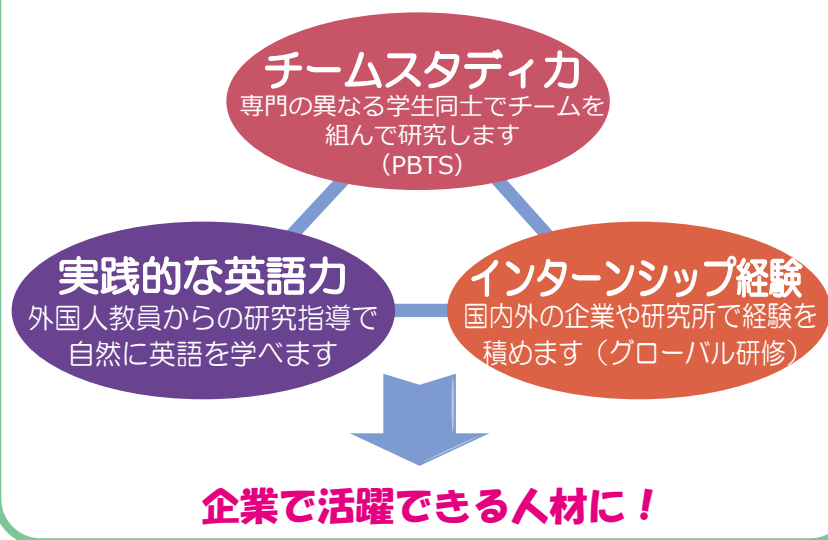 チームスタディ力
専門の異なる学生同士でチームを
組んで研究します
（PBTS）
実践的な英語力
外国人教員からの研究指導で
自然に英語を学べます
インターンシップ経験
国内外の企業や研究所で経験を
積めます（グローバル研修）
企業で活躍できる人材に！